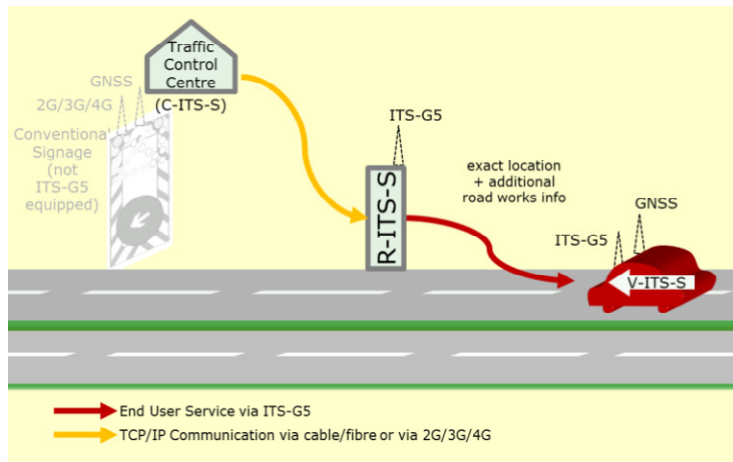 Traffic
Control
Centre
(C-ITS-S)
GNSS
2G/3G/4G
Conventional
Signage
(not
ITS-G5
equipped)
ITS-G5
R-ITS-S
exact location
+ additional
road works info
GNSS
ITS-G5
V-ITS-S
End User Service via ITS-G5
TCP/IP Communication via cable/fibre or via 2G/3G/4G